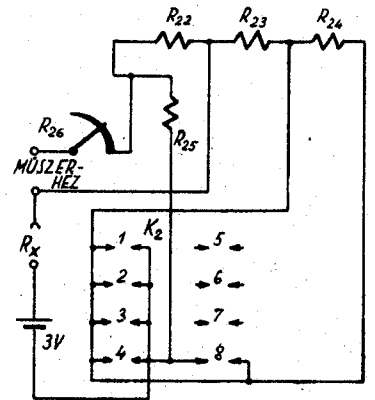 R22 R23 R24
R26
R25
MŰSZER-
HEZ
K2
Rx
1 5
2 6
3 7
3V
4 8